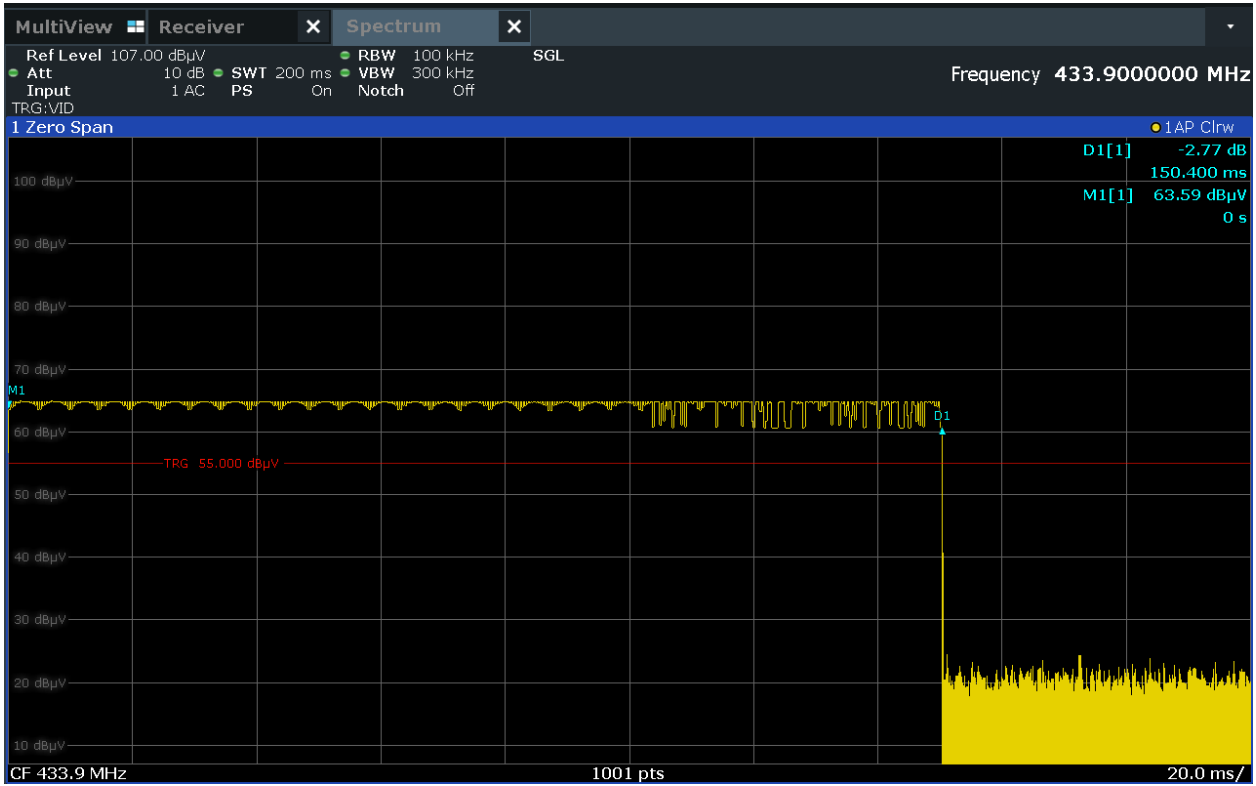 MultiView Receiver X Spectrum X
Ref Level 107.00 dBµV RBW 100 kHz SGL
Att 10 dB SWT 200 ms VBW 300 kHz Frequency 433.9000000 MHz
Input 1 AC PS On Notch Off
TRG:VID
1 Zero Span 1AP Clrw
D1[1] -2.77 dB
150.400 ms
100 dBµV
M1[1] 63.59 dBµV
0 s
90 dBµV
80 dBµV
70 dBµV
M1
D1
60 dBµV
TRG 55.000 dBµV
50 dBµV
40 dBµV
30 dBµV
20 dBµV
10 dBµV
CF 433.9 MHz 1001 pts 20.0 ms/